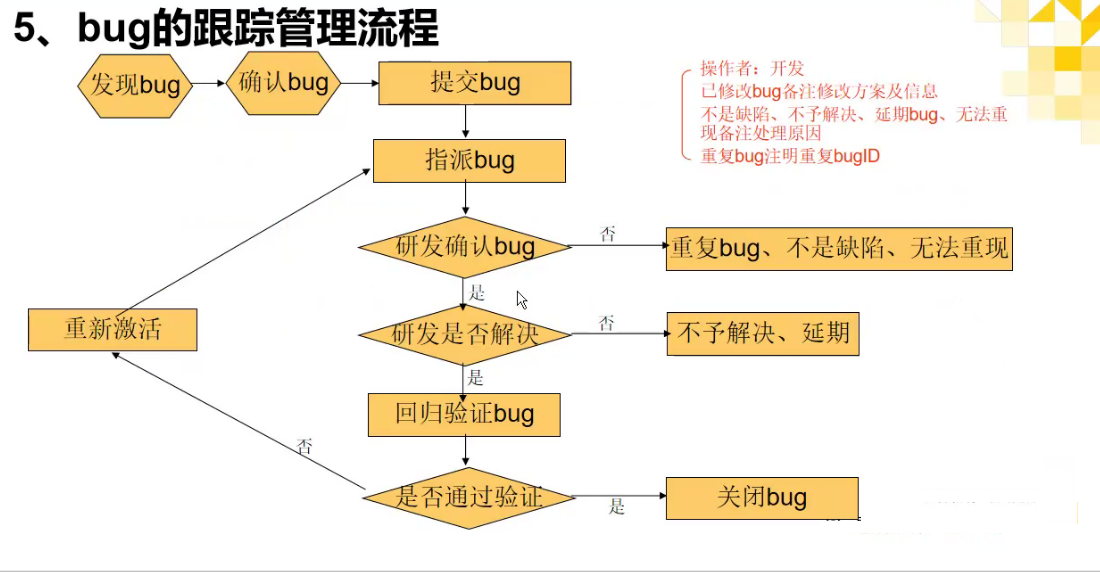 5、bug的跟踪管理流程
发现bug
确认bug
提交bug
操作者：开发
已修改bug备注修改方案及信息
不是缺陷、不予解决、延期bug、无法重
现备注处理原因
重复bug注明重复bugID
指派bug
研发确认bug
否
重复bug、不是缺陷、无法重现
是
重新激活
研发是否解决
否
不予解决、延期
是
回归验证bug
否
是否通过验证
是
关闭bug